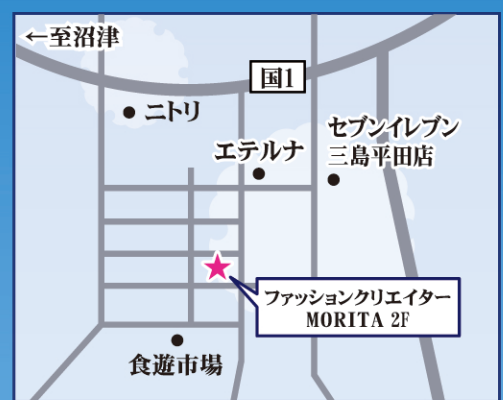 ←至沼津
国1
ニトリ
セブンイレブン
三島平田店
エテルナ
ファッションクリエイター
MORITA 2F
食遊市場